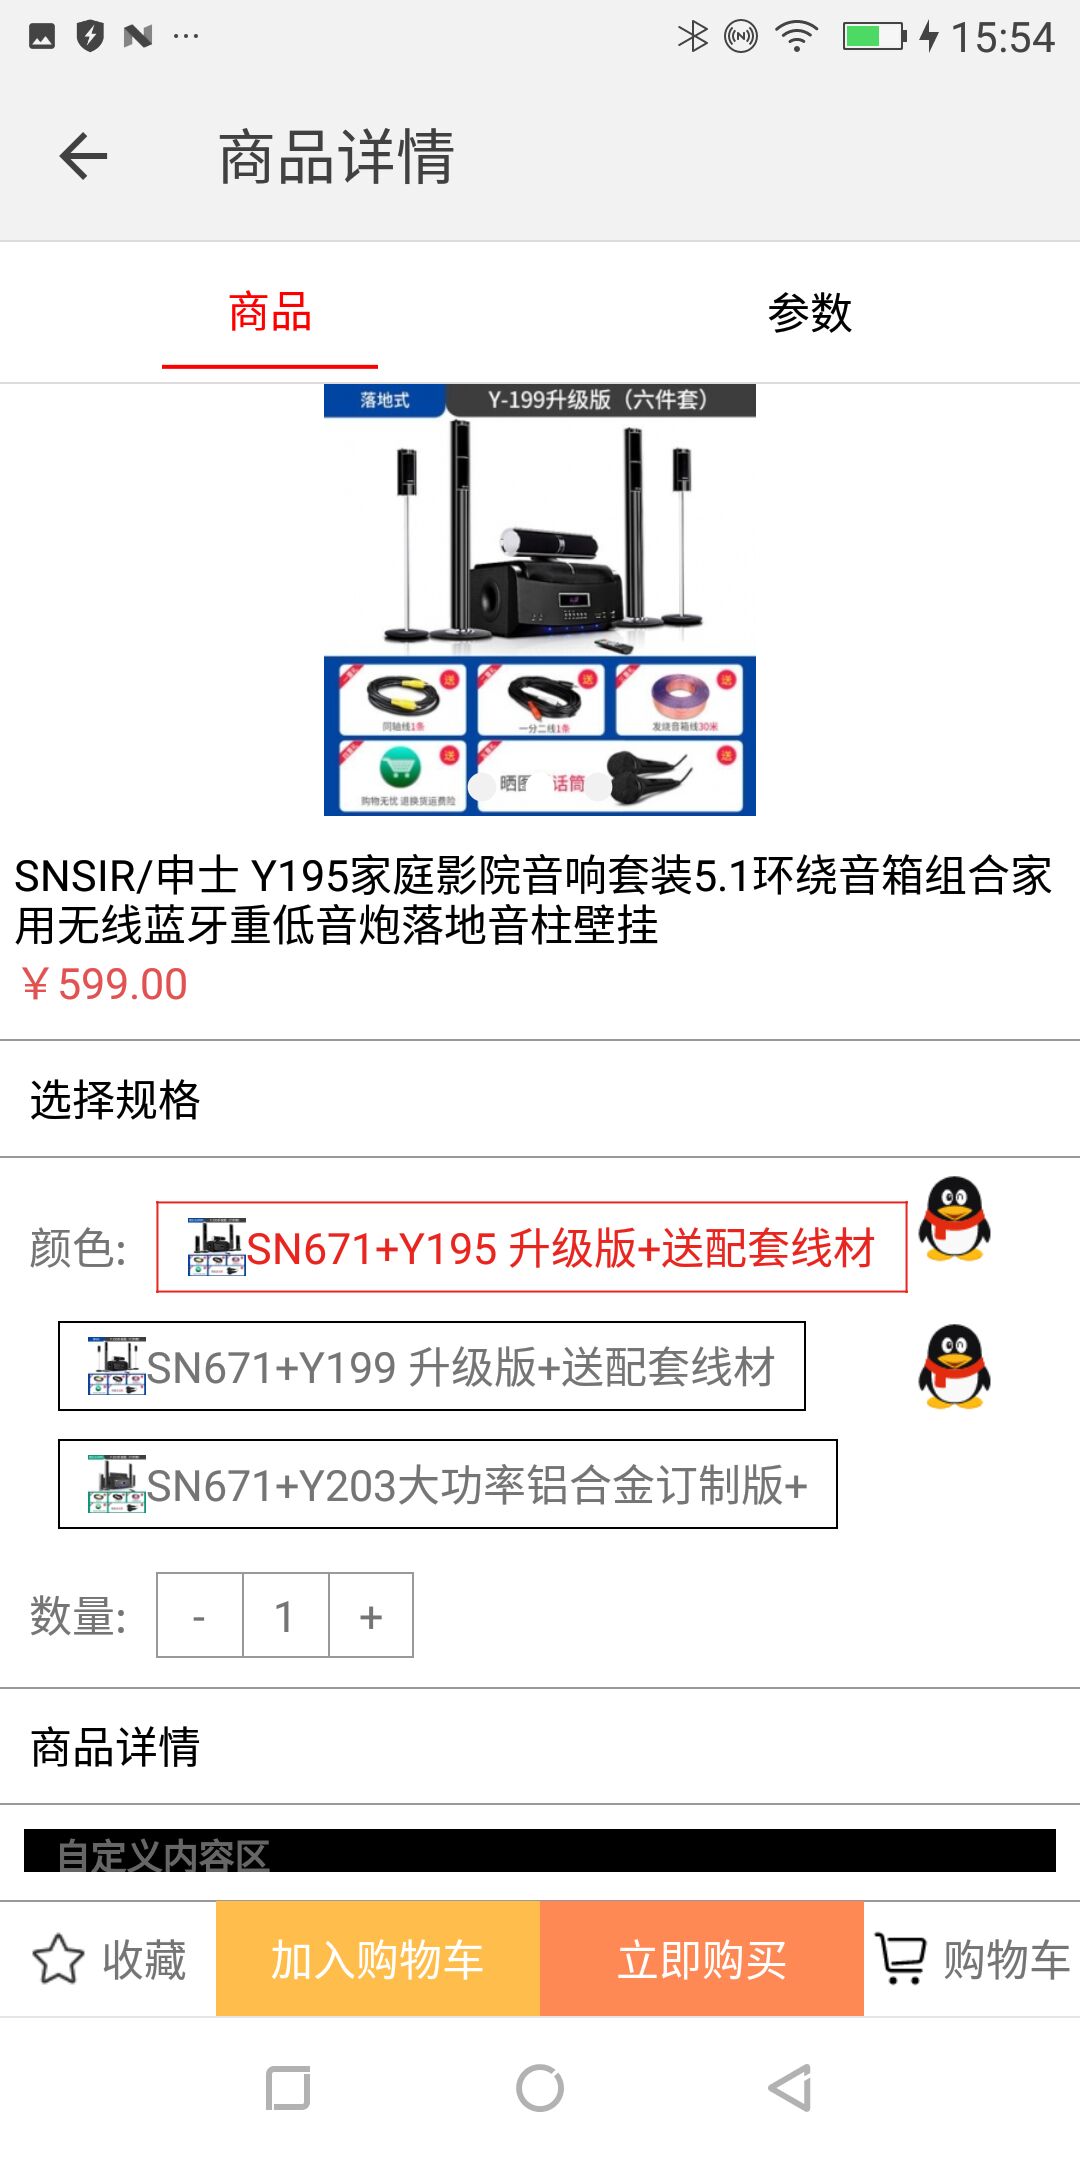 15:54
商品详情
商品
参数
落地式
Y-199升级版（六件套）
送
送
送
同轴线1条
一分二线1条
发烧音箱线30米
送
送
购物无忧 退换货运费险
晒图
话筒
SNSIR/申士 Y195家庭影院音响套装5.1环绕音箱组合家
用无线蓝牙重低音炮落地音柱壁挂
￥599.00
选择规格
颜色:
SN671+Y195 升级版+送配套线材
SN671+Y199 升级版+送配套线材
SN671+Y203大功率铝合金订制版+
数量:
-
1
+
商品详情
自定义内容区
收藏
加入购物车
立即购买
购物车